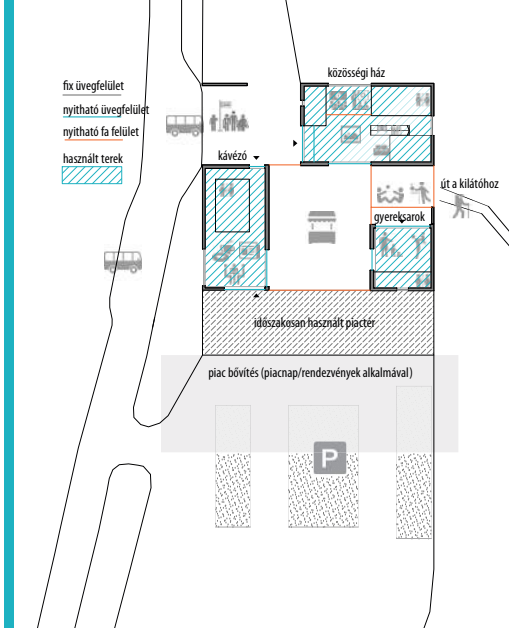 fix üvegfelület
nyitható üvegfelület
nyitható fa felület
használt terek
közösségi ház
kávézó
út a kilátóhoz
gyereksarok
időszakosan használt piactér
piac bővítés (piacnap/rendezvények alkalmával)
P